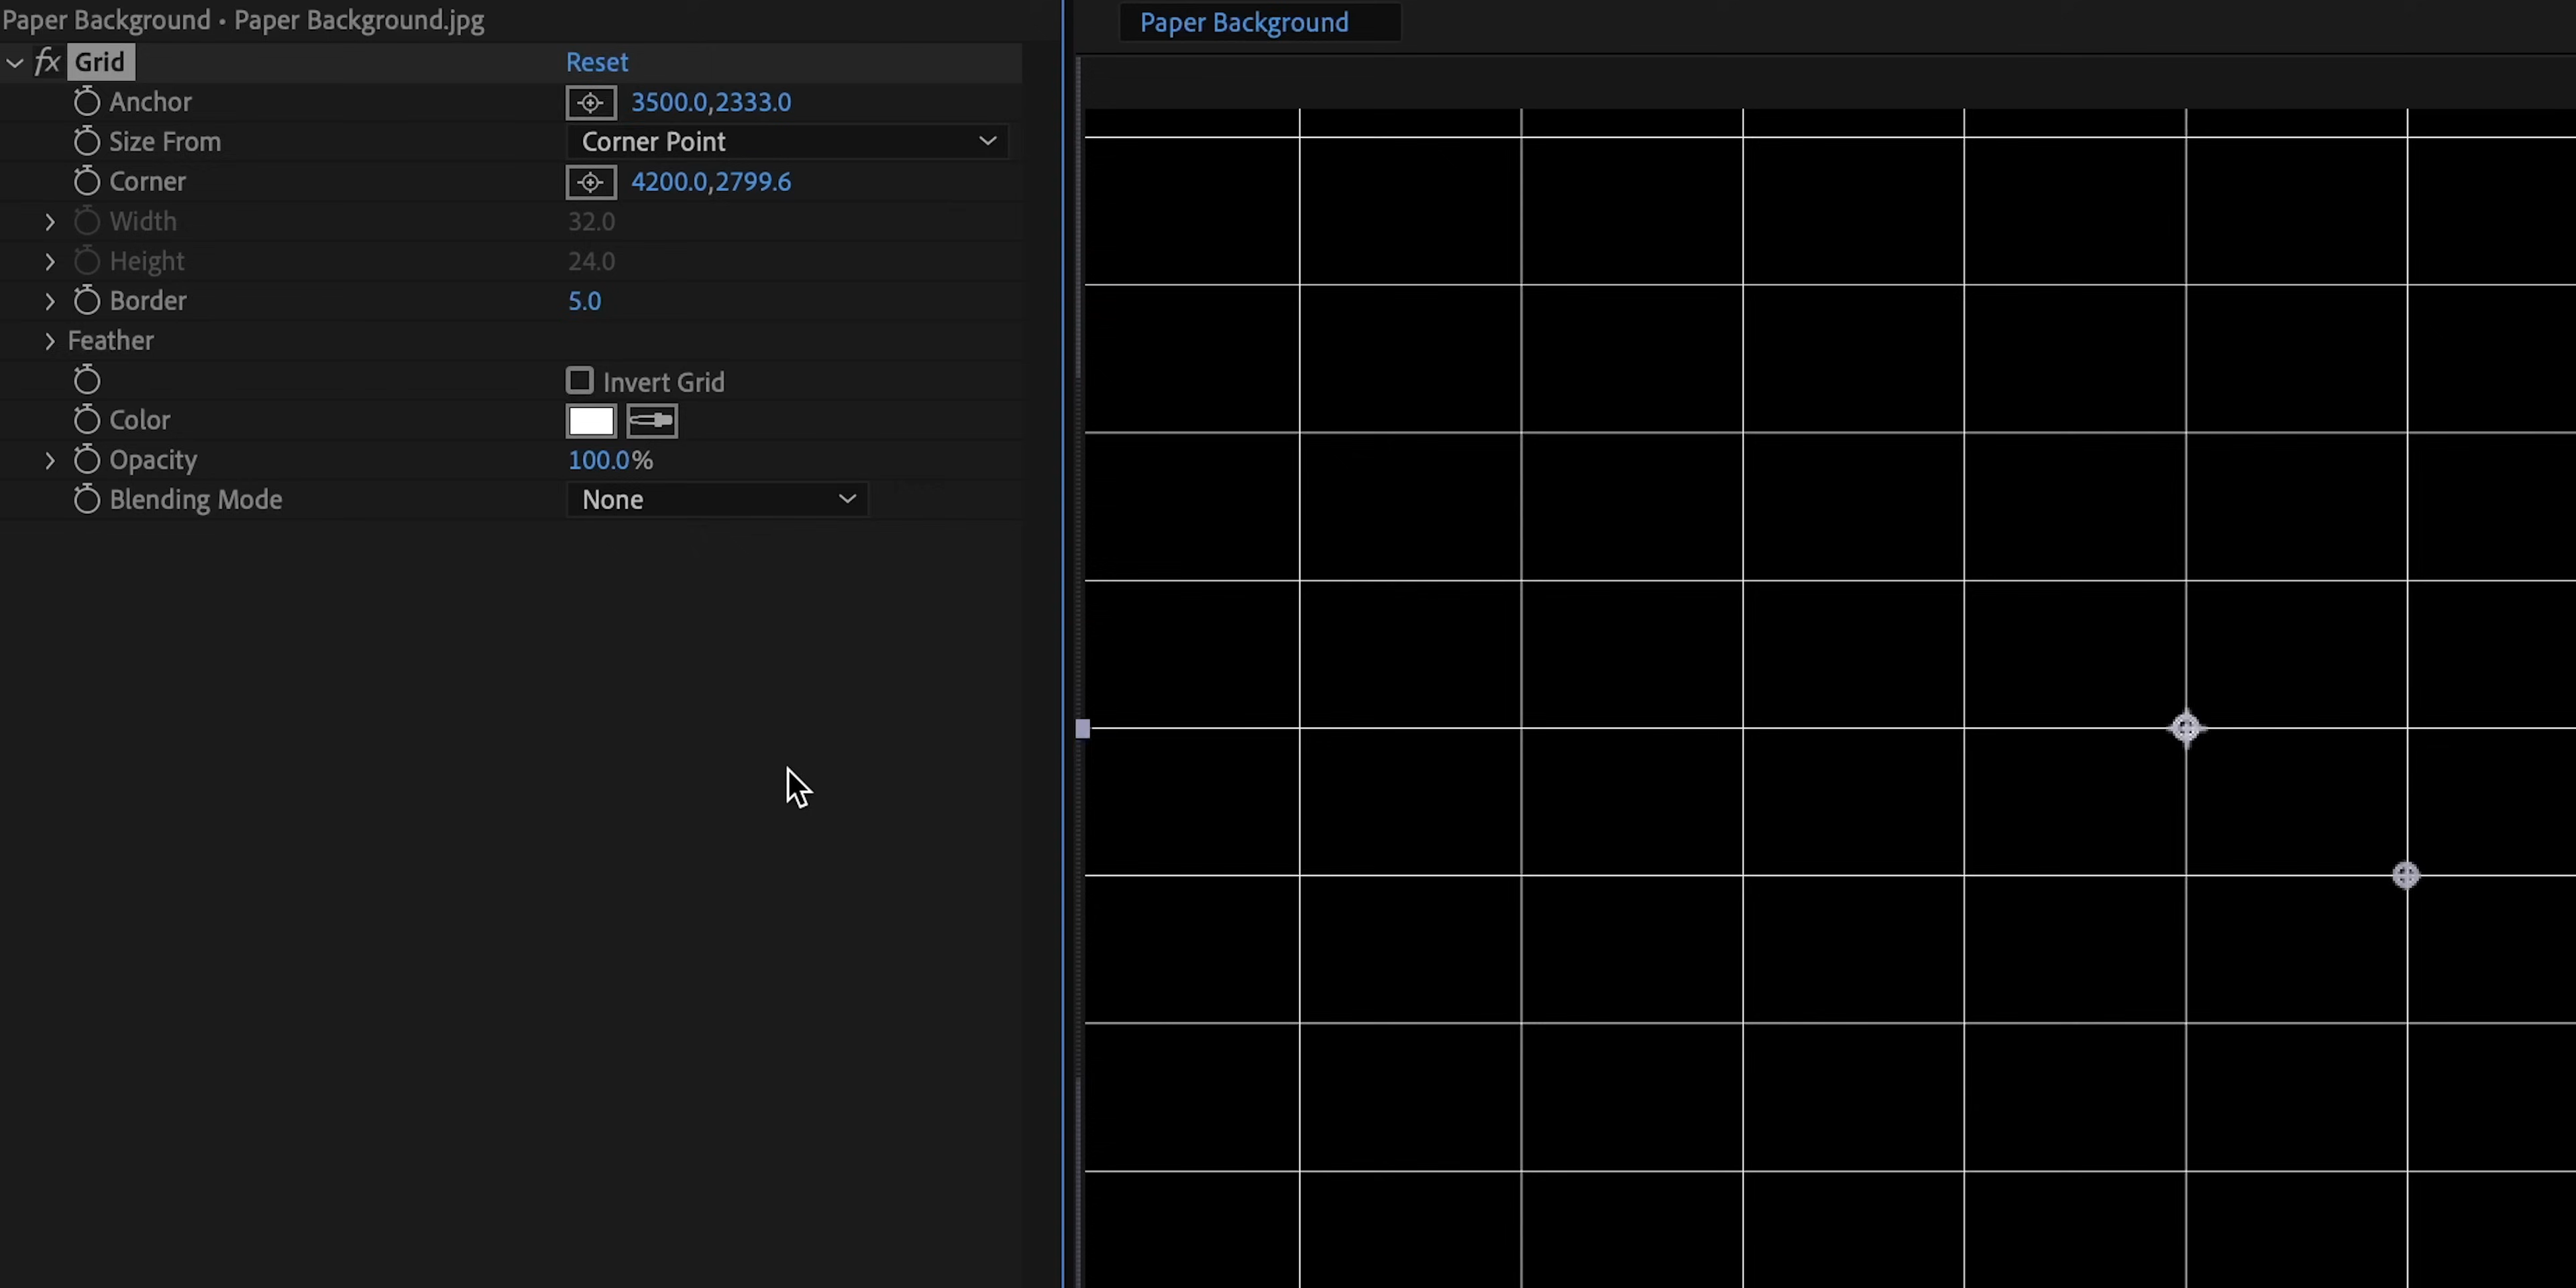 Paper Background • Paper Background.jpg
Paper Background
fx Grid Reset
Anchor 3500.0,2333.0
Size From Corner Point
Corner 4200.0,2799.6
Width 32.0
Height 24.0
Border 5.0
Feather
Invert Grid
Color
Opacity 100.0%
Blending Mode None